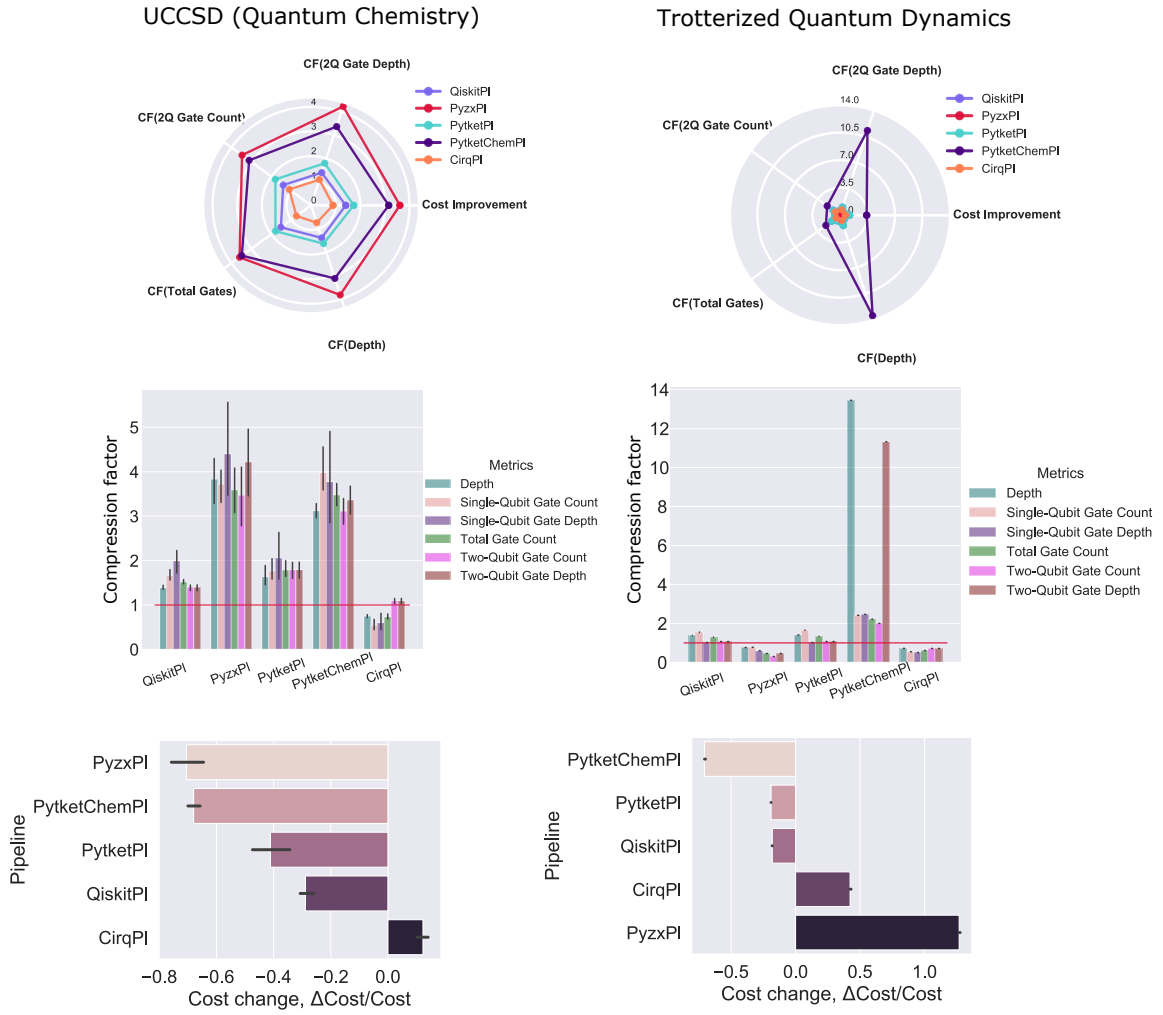 UCCSD (Quantum Chemistry)
Trotterized Quantum Dynamics
CF(2Q Gate Depth)
CF(2Q Gate Count)
CF(Total Gates)
CF(Depth)
Cost Improvement
4
3
2
1
0
QiskitPl
PyzxPl
PytketPl
PytketChemPl
CirqPl
CF(2Q Gate Depth)
CF(2Q Gate Count)
CF(Total Gates)
CF(Depth)
Cost Improvement
14.0
10.5
7.0
3.5
0
QiskitPl
PyzxPl
PytketPl
PytketChemPl
CirqPl
Compression factor
5
4
3
2
1
0
QiskitPl
PyzxPl
PytketPl
PytketChemPl
CirqPl
Metrics
Depth
Single-Qubit Gate Count
Single-Qubit Gate Depth
Total Gate Count
Two-Qubit Gate Count
Two-Qubit Gate Depth
Compression factor
14
12
10
8
6
4
2
0
QiskitPl
PyzxPl
PytketPl
PytketChemPl
CirqPl
Metrics
Depth
Single-Qubit Gate Count
Single-Qubit Gate Depth
Total Gate Count
Two-Qubit Gate Count
Two-Qubit Gate Depth
Pipeline
PyzxPl
PytketChemPl
PytketPl
QiskitPl
CirqPl
−0.8 −0.6 −0.4 −0.2 0.0
Cost change, ΔCost/Cost
Pipeline
PytketChemPl
PytketPl
QiskitPl
CirqPl
PyzxPl
−0.5 0.0 0.5 1.0
Cost change, ΔCost/Cost